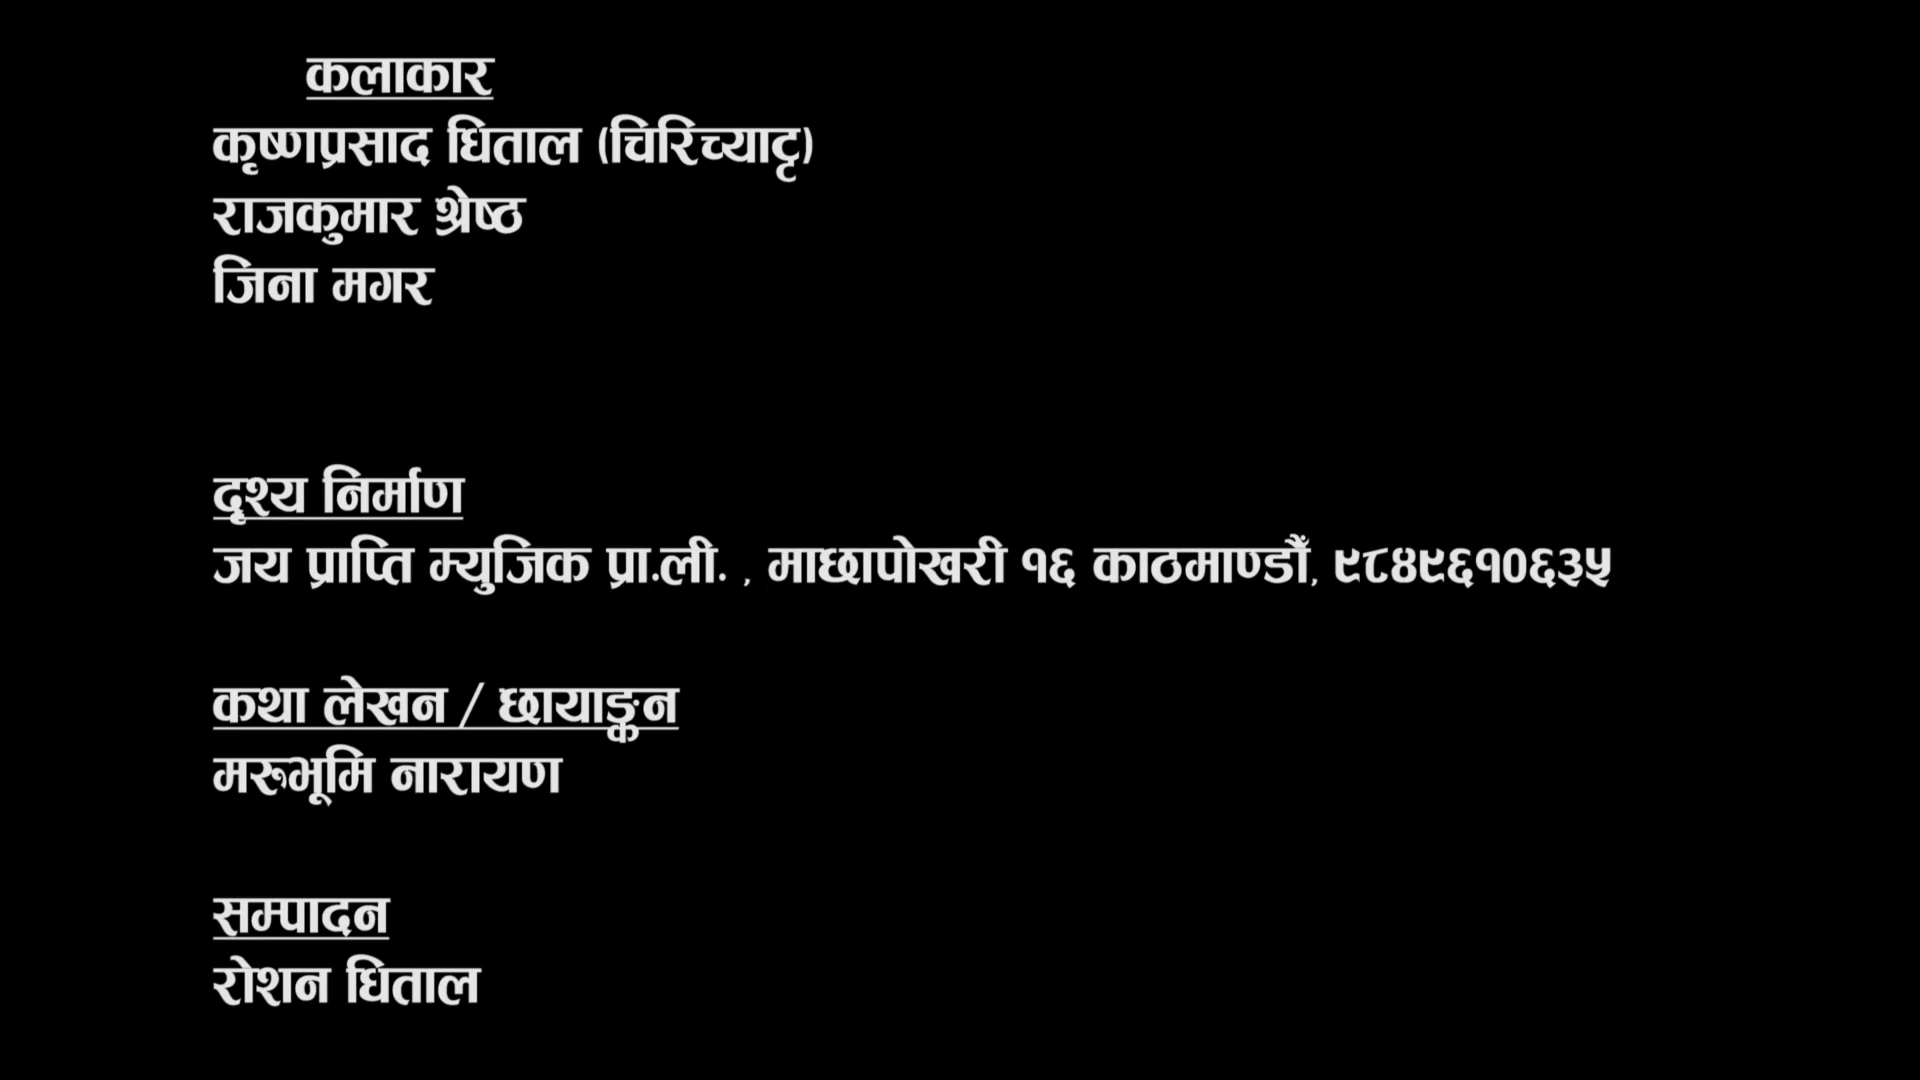 कलाकार
कृष्णप्रसाद धिताल (चिरिच्याट्ट)
राजकुमार श्रेष्ठ
जिना मगर
दृश्य निर्माण
जय प्राप्ति म्युजिक प्रा.ली. , माछापोखरी १६ काठमाण्डौँ, ९८४९६१०६३५
कथा लेखन / छायाङ्कन
मरुभूमि नारायण
सम्पादन
रोशन धिताल